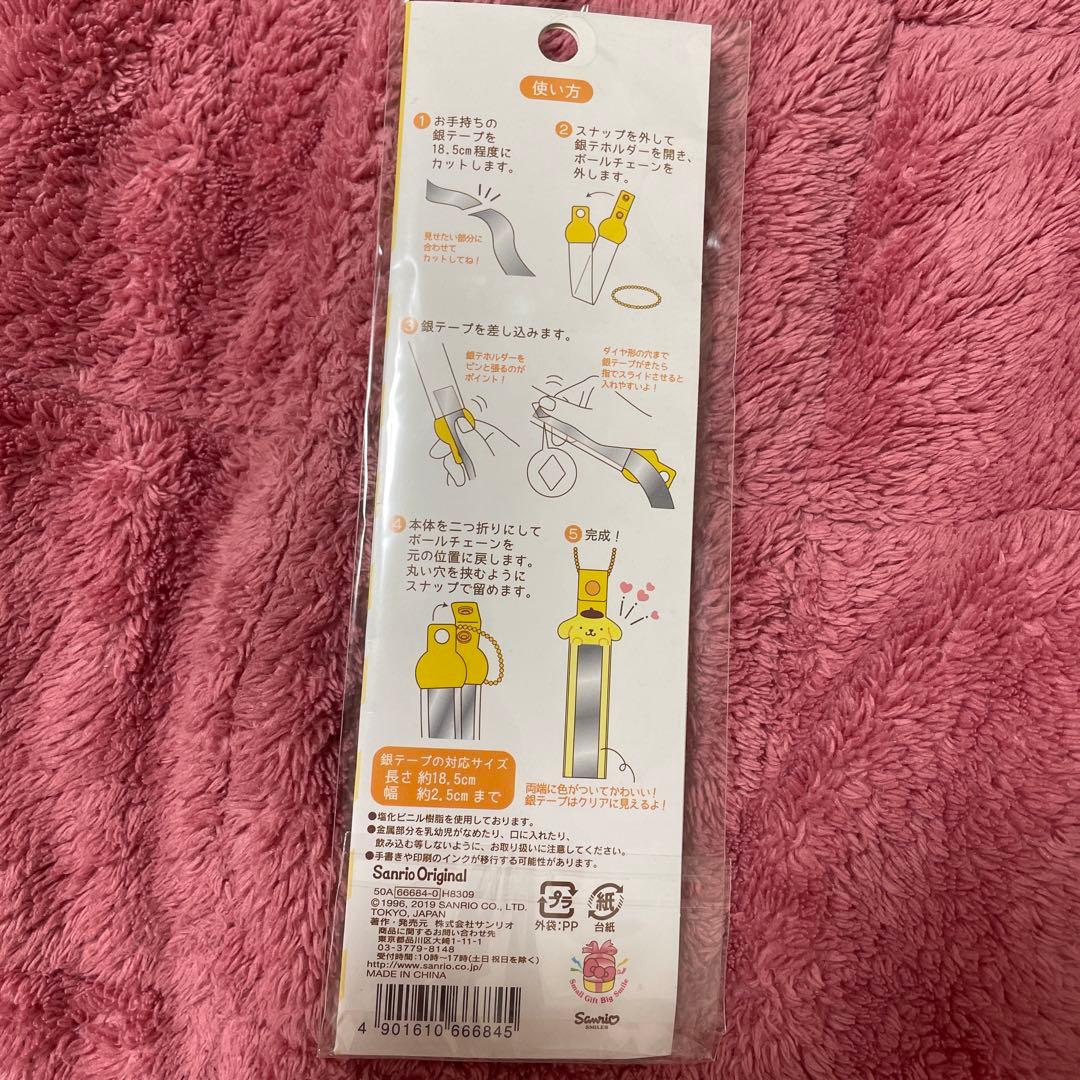 使い方
1 お手持ちの
銀テープを
18.5cm程度に
カットします。
見せたい部分に
合わせて
カットしてね！
2 スナップを外して
銀テホルダーを開き、
ボールチェーンを
外します。
3 銀テープを差し込みます。
銀テホルダーを
ピンと張るのが
ポイント！
ダイヤ形の穴まで
銀テープがきたら
指でスライドさせると
入れやすいよ！
4 本体を二つ折りにして
ボールチェーンを
元の位置に戻します。
丸い穴を挟むように
スナップで留めます。
5 完成！
銀テープの対応サイズ
長さ 約18.5cm
幅 約2.5cm まで
両端に色がついてかわいい！
銀テープはクリアに見えるよ！
●塩化ビニル樹脂を使用しております。
●金属部分を乳幼児がなめたり、口に入れたり、
飲み込む等しないように、お取り扱いに注意してください。
●手書きや印刷のインクが移行する可能性があります。
Sanrio Original
50A 66684-0 H8309
©1996, 2019 SANRIO CO., LTD.
TOKYO, JAPAN
著作・発売元 株式会社サンリオ
商品に関するお問い合わせ先
東京都品川区大崎1-11-1
03-3779-8148
受付時間：10時〜17時(土日祝日を除く)
http://www.sanrio.co.jp/
MADE IN CHINA
プラ
外袋：PP
紙
台紙
Small Gift Big Smile
Sanrio
SMILES
4 901610 666845